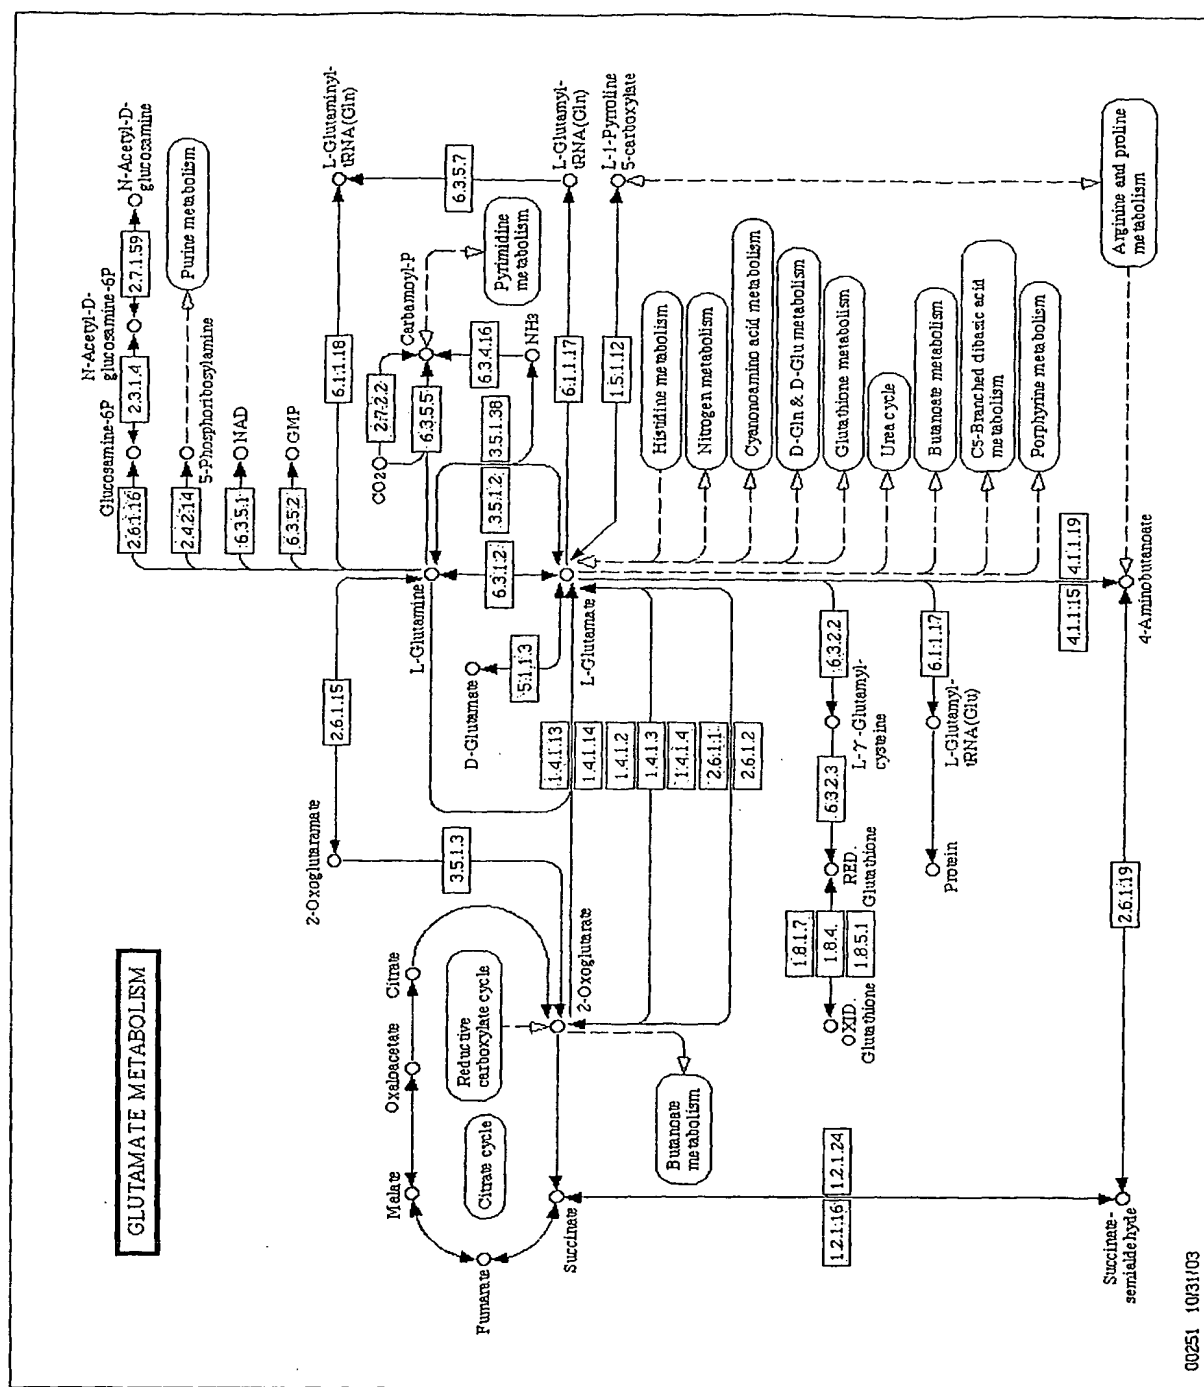 GLUTAMATE METABOLISM
Glucosamine-6P
N-Acetyl-D-
glucosamine-6P
N-Acetyl-D-
glucosamine
2.6.1.16
2.3.1.4
2.7.1.59
2.4.2.14
5-Phosphoribosylamine
Purine metabolism
6.3.5.1
NAD
6.3.5.2
GMP
2-Oxoglutaramate
2.6.1.15
6.1.1.18
L-Glutaminyl-
tRNA(Gln)
Malate
Oxaloacetate
Citrate
CO2
2.7.2.2
Carbamoyl-P
L-Glutamine
6.3.5.5
6.3.5.7
3.5.1.3
Fumarate
Citrate cycle
Reductive
carboxylate cycle
D-Glutamate
5.1.1.3
6.3.1.2
3.5.1.2
3.5.1.38
6.3.4.16
NH3
Pyrimidine
metabolism
Succinate
2-Oxoglutarate
L-Glutamate
6.1.1.17
L-Glutamyl-
tRNA(Gln)
1.4.1.13
1.4.1.14
1.4.1.2
1.4.1.3
1.4.1.4
2.6.1.1
2.6.1.2
1.5.1.12
L-1-Pyrroline
5-carboxylate
Butanoate
metabolism
Histidine metabolism
Nitrogen metabolism
Cyanonoamino acid metabolism
D-Gln & D-Glu metabolism
Glutathione metabolism
Urea cycle
Butanoate metabolism
C5-Branched dibasic acid
metabolism
Porphyrine metabolism
1.2.1.16
1.2.1.24
1.8.1.7
1.8.4.
1.8.5.1
OXID.
Glutathione
RED.
Glutathione
6.3.2.3
L-γ-Glutamyl-
cysteine
6.3.2.2
Protein
L-Glutamyl-
tRNA(Glu)
6.1.1.17
4.1.1.15
4.1.1.19
Succinate-
semialdehyde
2.6.1.19
4-Aminobutanoate
Arginine and proline
metabolism
00251 10/31/03